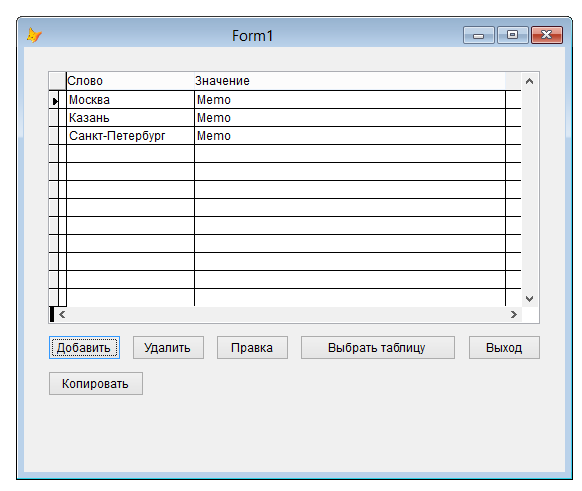 Form1
Слово Значение
Москва Memo
Казань Memo
Санкт-Петербург Memo
Добавить Удалить Правка Выбрать таблицу Выход
Копировать